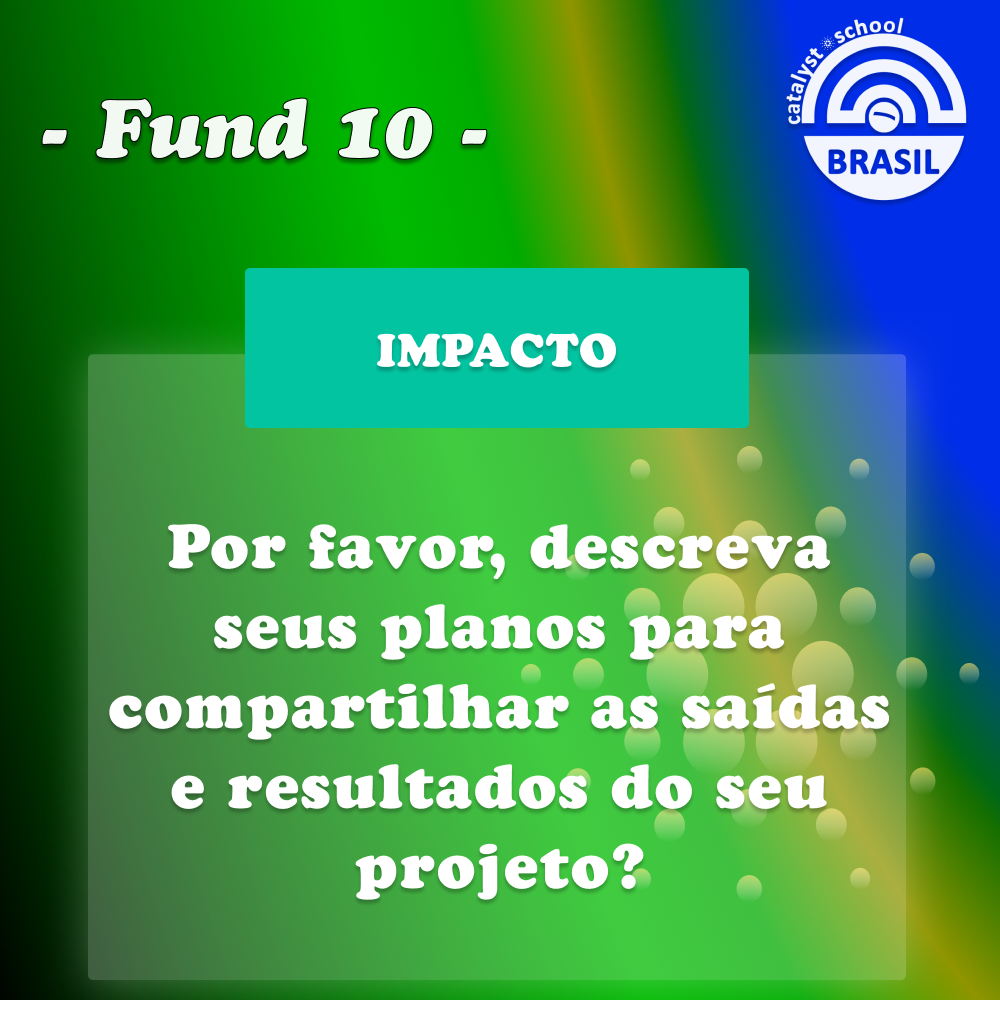 catalyst school
BRASIL
- Fund 10 -
IMPACTO
Por favor, descreva
seus planos para
compartilhar as saídas
e resultados do seu
projeto?